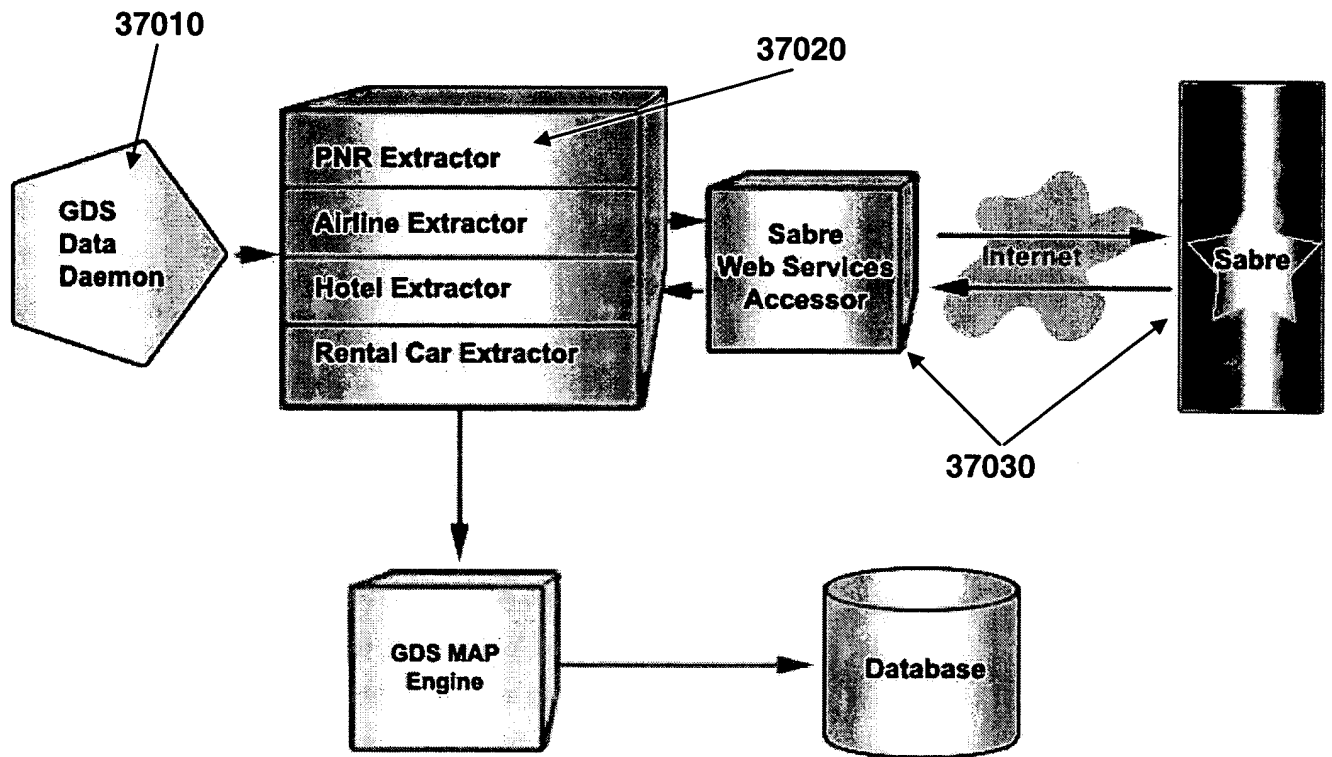 37010
37020
PNR Extractor
Airline Extractor
Hotel Extractor
Rental Car Extractor
GDS
Data
Daemon
Sabre
Web Services
Accessor
Internet
Sabre
37030
GDS MAP
Engine
Database